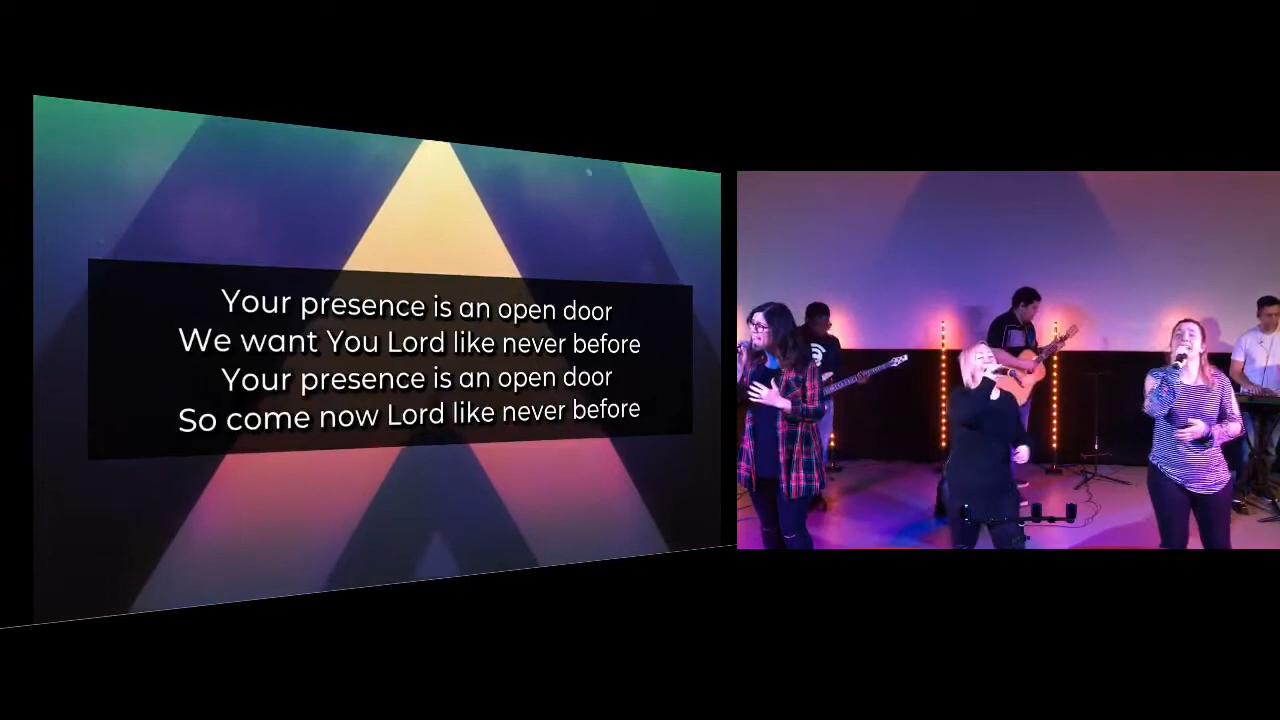 Your presence is an open door
We want You Lord like never before
Your presence is an open door
So come now Lord like never before